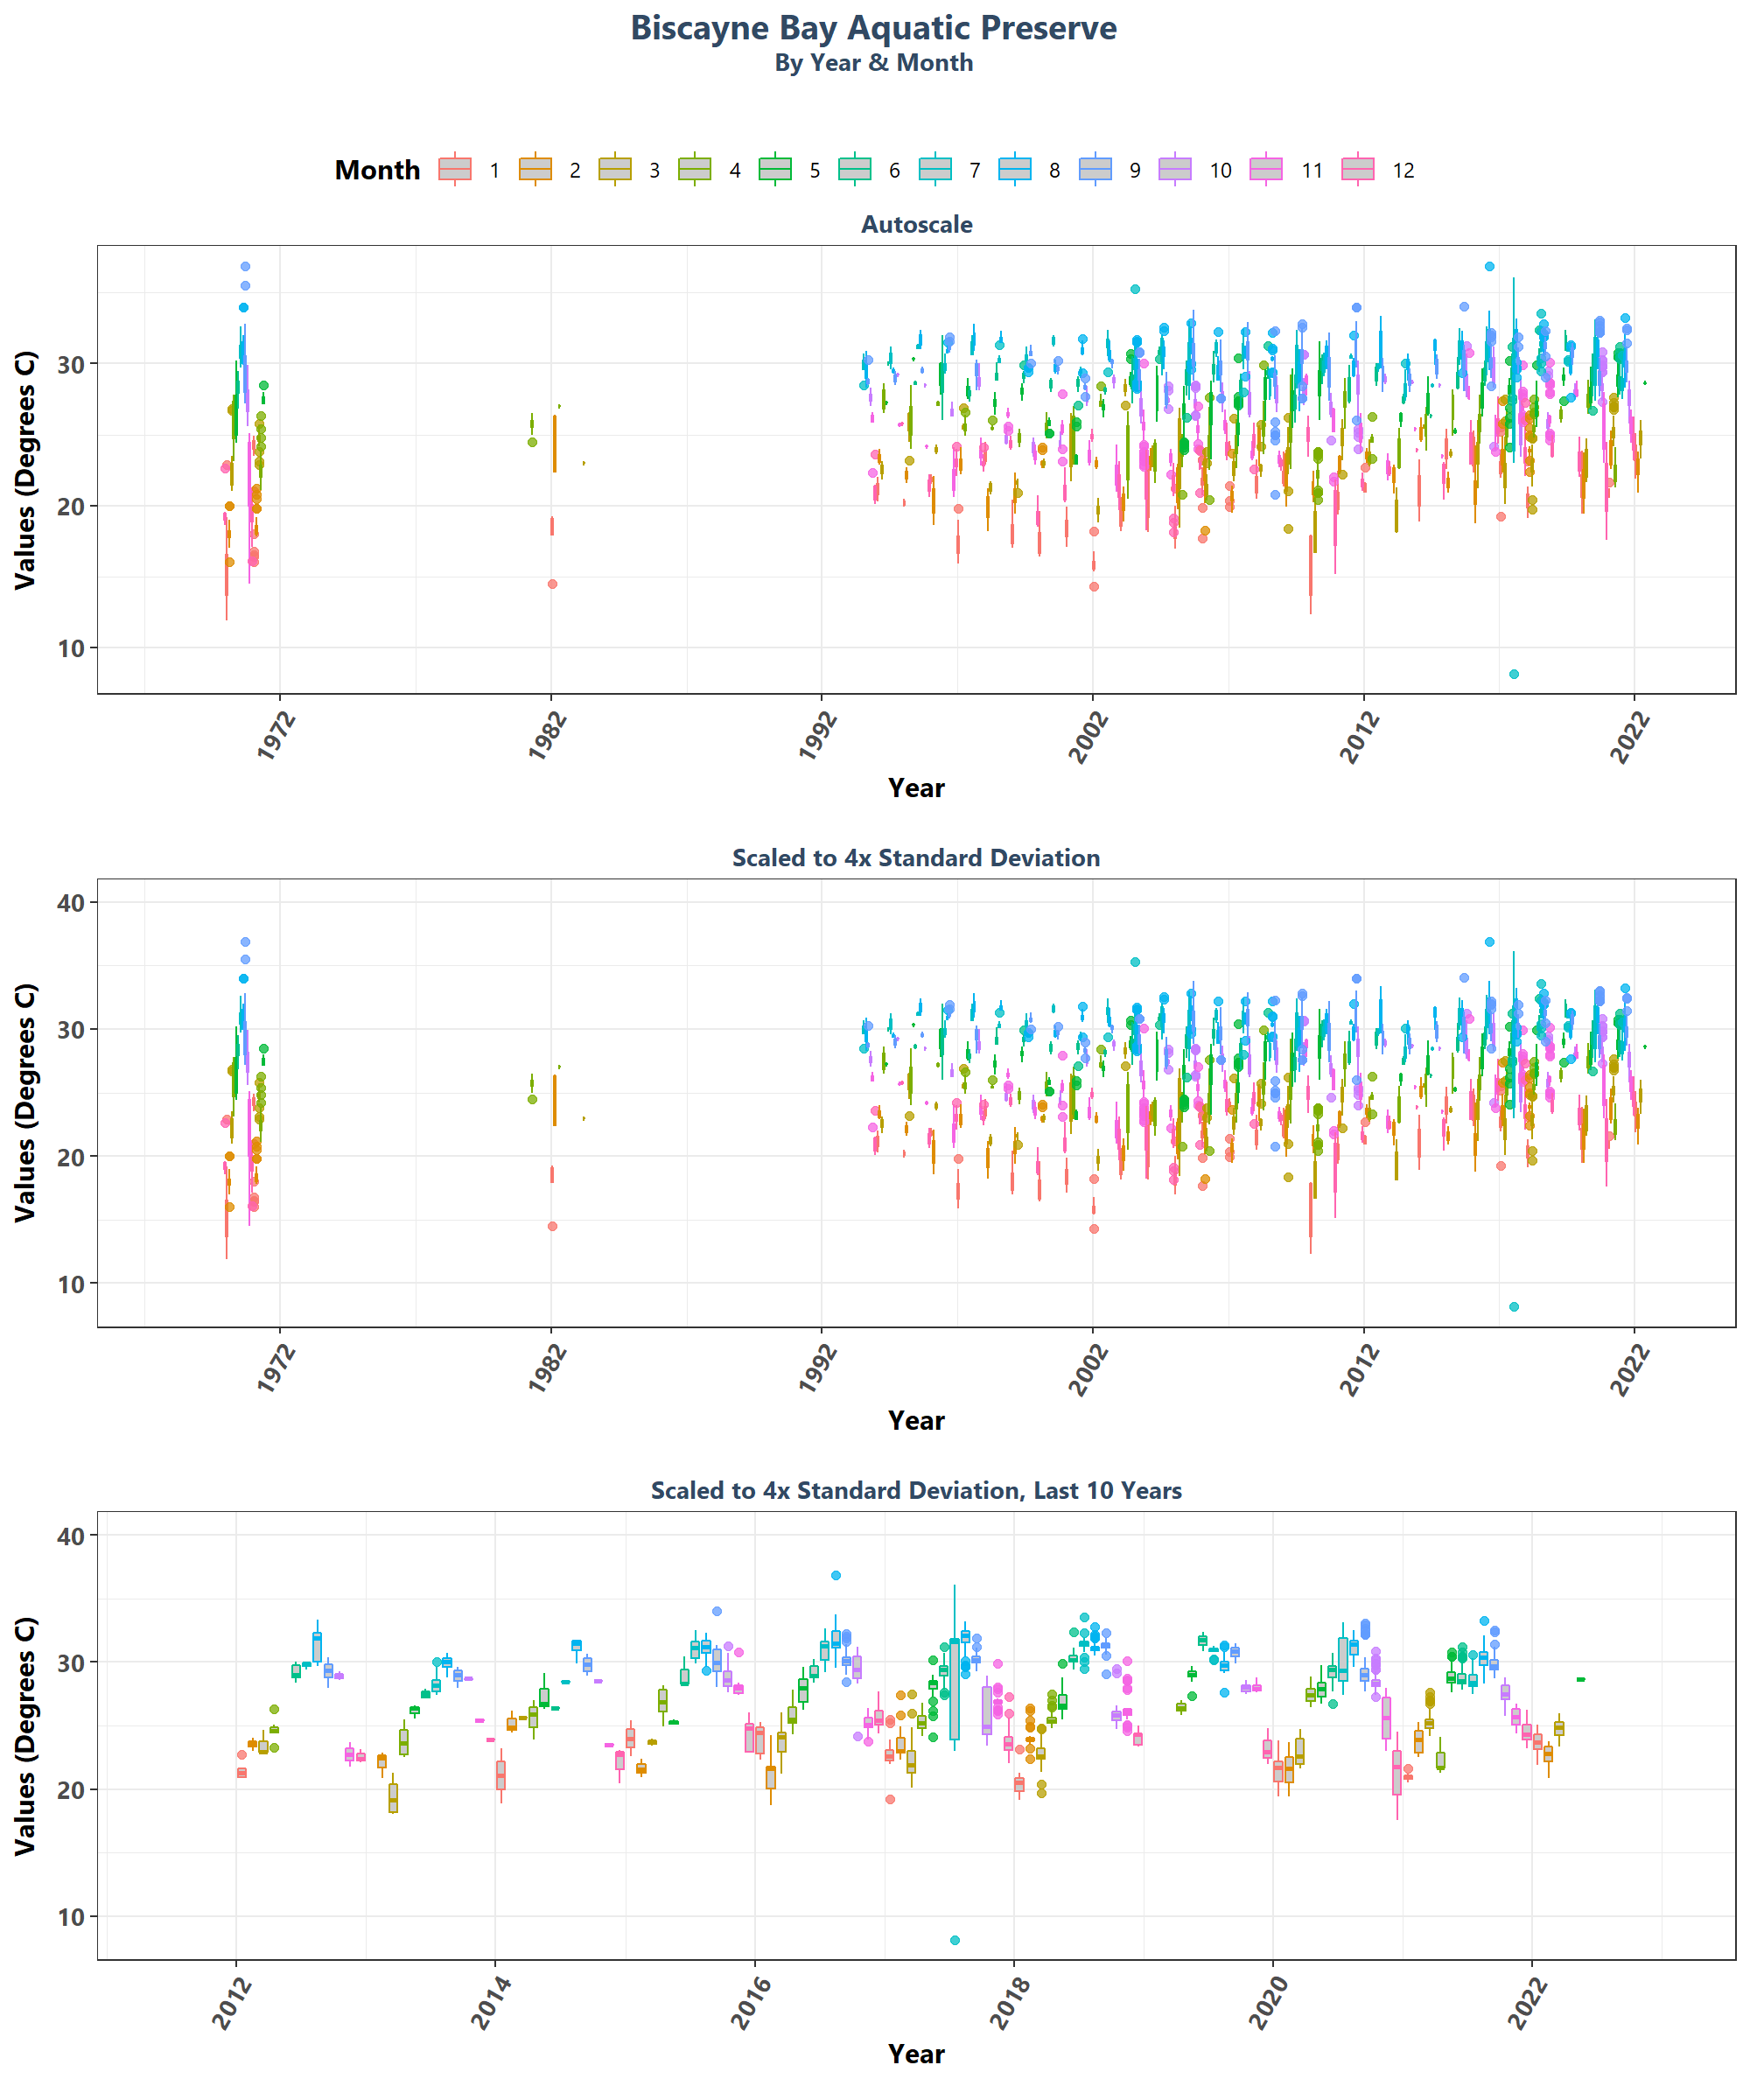 Biscayne Bay Aquatic Preserve
By Year & Month
Month 1 2 3 4 5 6 7 8 9 10 11 12
Autoscale
Values (Degrees C)
30
20
10
1972 1982 1992 2002 2012 2022
Year
Scaled to 4x Standard Deviation
Values (Degrees C)
40
30
20
10
1972 1982 1992 2002 2012 2022
Year
Scaled to 4x Standard Deviation, Last 10 Years
Values (Degrees C)
40
30
20
10
2012 2014 2016 2018 2020 2022
Year